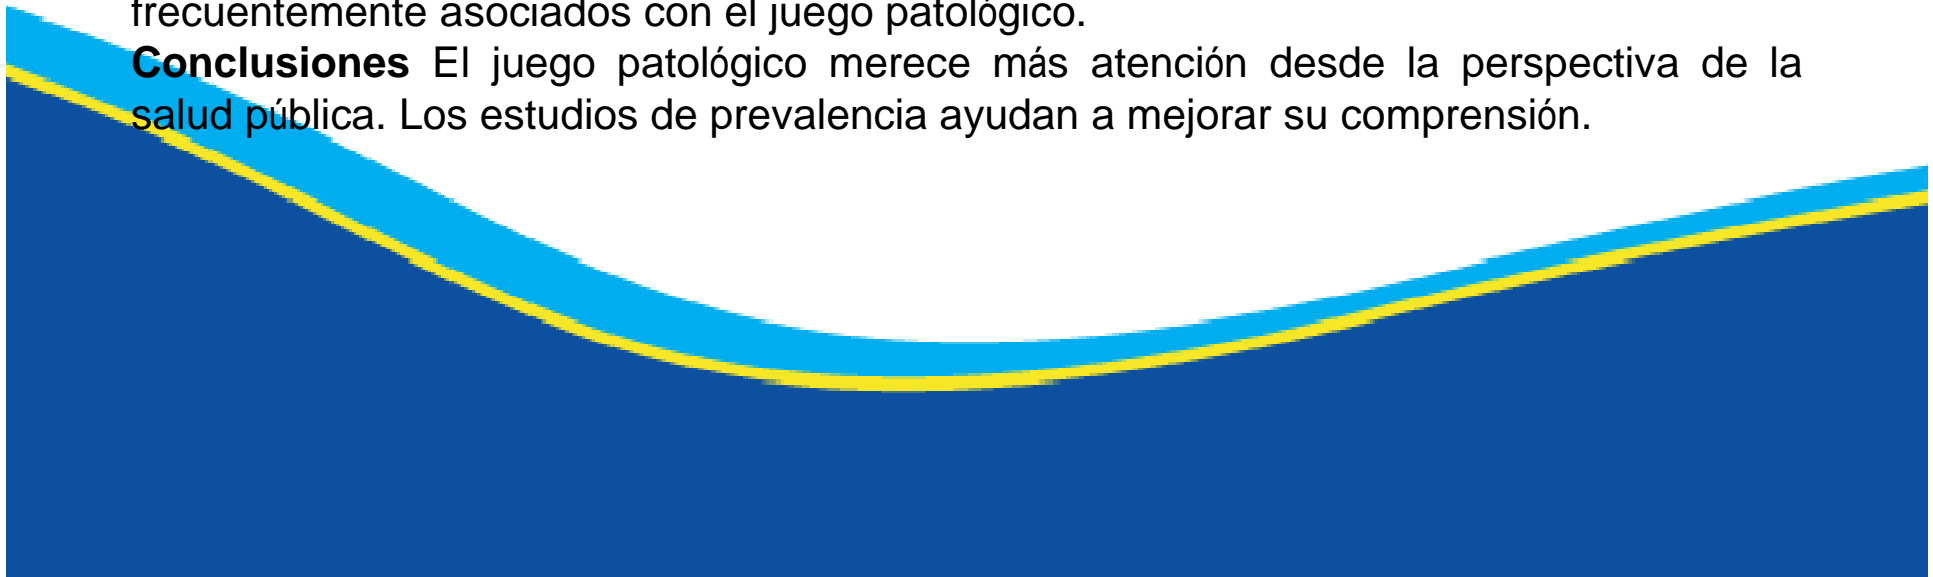 frecuentemente asociados con el juego patológico.
Conclusiones El juego patológico merece más atención desde la perspectiva de la
salud pública. Los estudios de prevalencia ayudan a mejorar su comprensión.